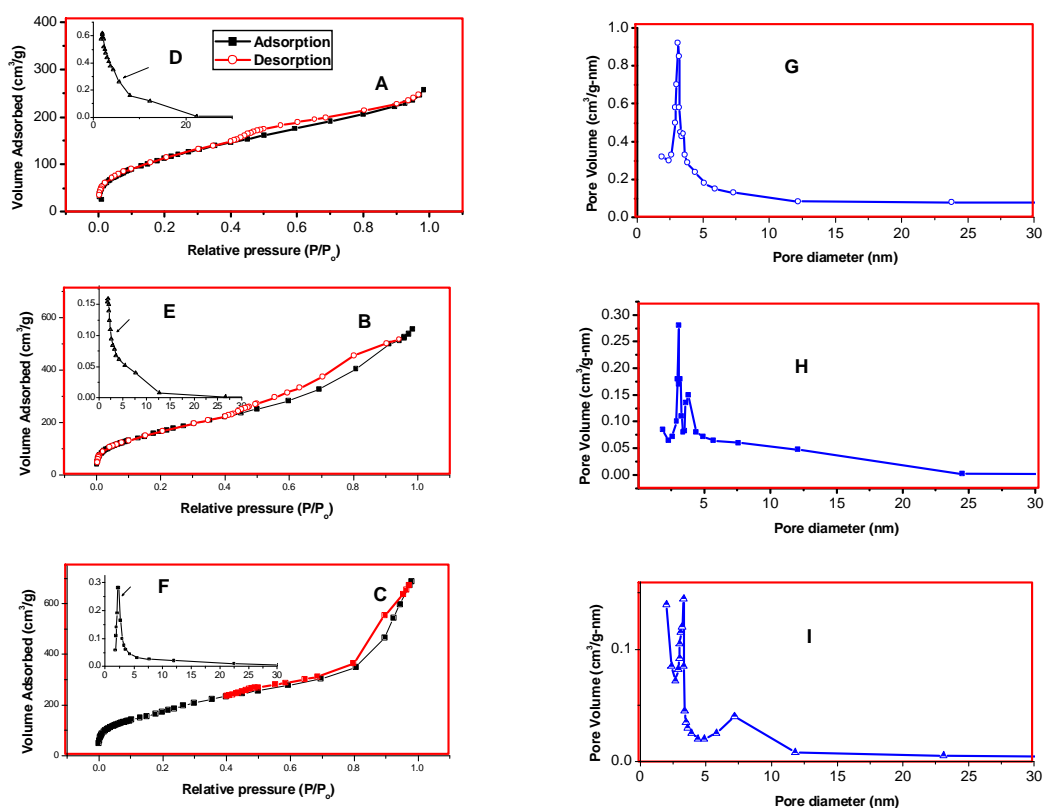 400
300
200
100
0
Volume Adsorbed (cm³/g)
0.6
0.4
0.2
0.0
0
20
D
Adsorption
Desorption
A
0.0 0.2 0.4 0.6 0.8 1.0
Relative pressure (P/Pₒ)
1.0
0.8
0.6
0.4
0.2
0.0
Pore Volume (cm³/g-nm)
G
0 5 10 15 20 25 30
Pore diameter (nm)
600
400
200
0
Volume Adsorbed (cm³/g)
0.15
0.10
0.05
0.00
0 5 10 15 20 25 30
E
B
0.0 0.2 0.4 0.6 0.8 1.0
Relative pressure (P/Pₒ)
0.30
0.25
0.20
0.15
0.10
0.05
0.00
Pore Volume (cm³/g-nm)
H
0 5 10 15 20 25 30
Pore diameter (nm)
600
400
200
0
Volume Adsorbed (cm³/g)
0.3
0.2
0.1
0.0
0 5 10 15 20 25 30
F
C
0.0 0.2 0.4 0.6 0.8 1.0
Relative pressure (P/Pₒ)
0.1
0.0
Pore Volume (cm³/g-nm)
I
0 5 10 15 20 25 30
Pore diameter (nm)